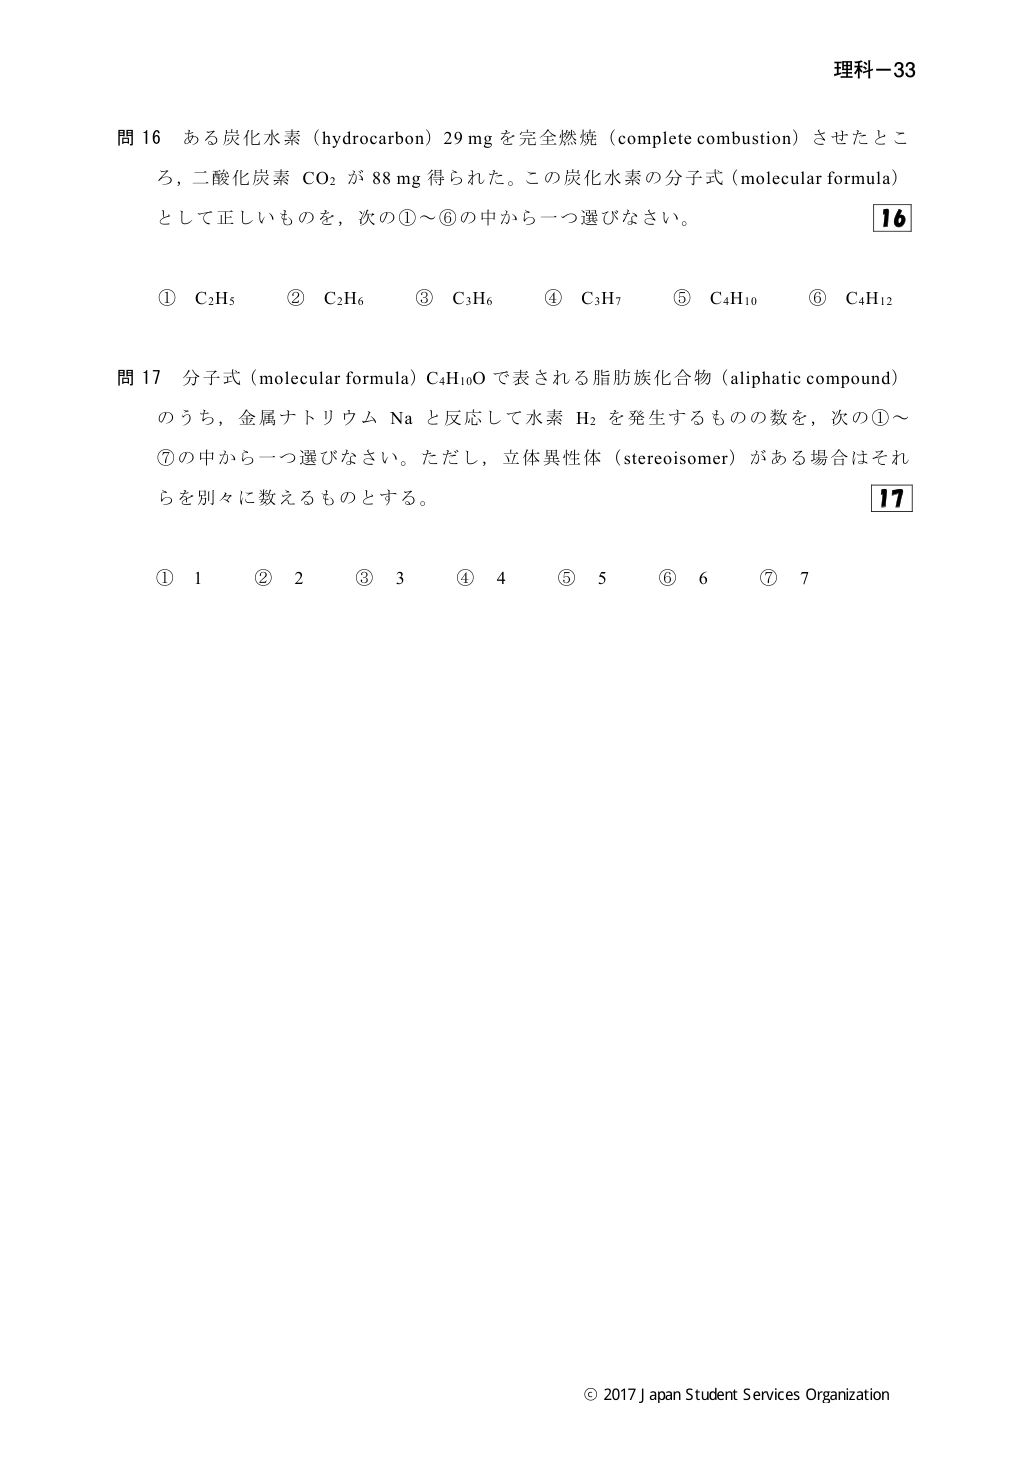 理科－33
問 16 ある炭化水素（hydrocarbon）29 mg を完全燃焼（complete combustion）させたとこ
ろ，二酸化炭素 CO₂ が 88 mg 得られた。この炭化水素の分子式（molecular formula）
として正しいものを，次の①～⑥の中から一つ選びなさい。 16
① C₂H₅ ② C₂H₆ ③ C₃H₆ ④ C₃H₇ ⑤ C₄H₁₀ ⑥ C₄H₁₂
問 17 分子式（molecular formula）C₄H₁₀O で表される脂肪族化合物（aliphatic compound）
のうち，金属ナトリウム Na と反応して水素 H₂ を発生するものの数を，次の①～
⑦の中から一つ選びなさい。ただし，立体異性体（stereoisomer）がある場合はそれ
らを別々に数えるものとする。 17
① 1 ② 2 ③ 3 ④ 4 ⑤ 5 ⑥ 6 ⑦ 7
© 2017 Japan Student Services Organization